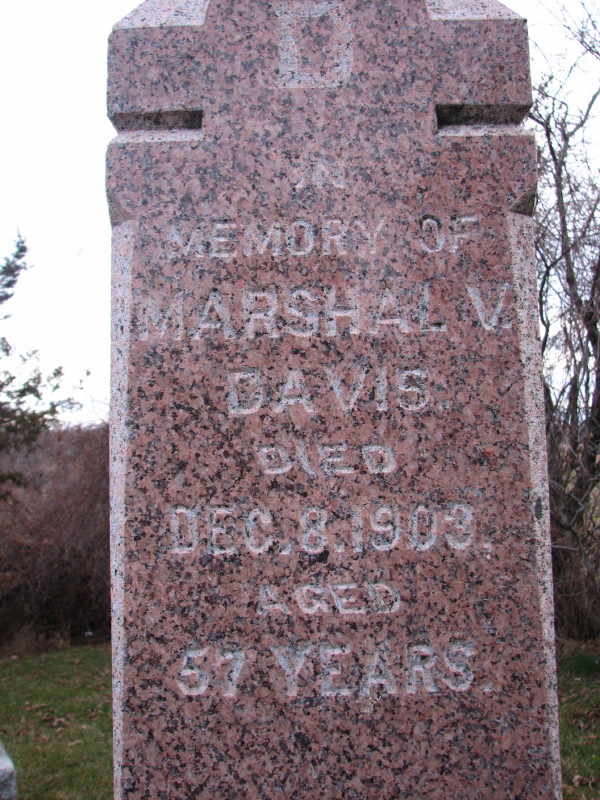 D
IN
MEMORY OF
MARSHAL V.
DAVIS.
DIED
DEC. 8. 1903,
AGED
57 YEARS.